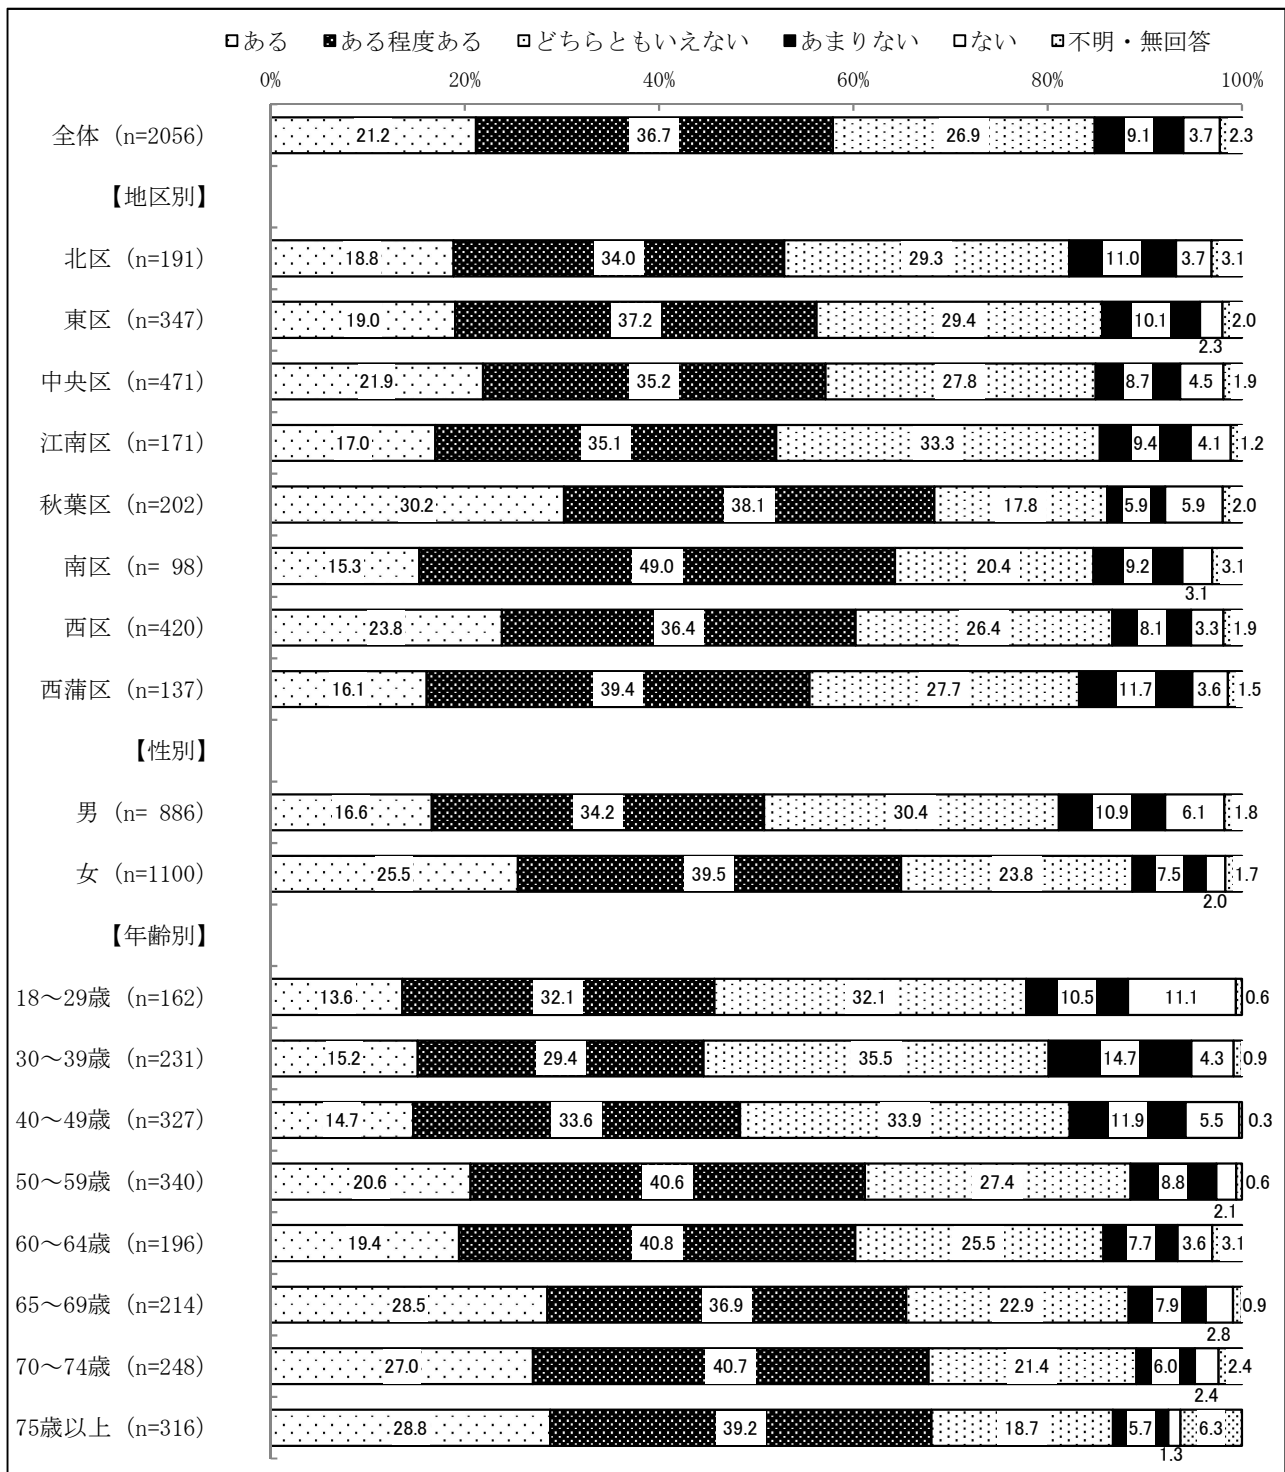 ある ある程度ある どちらともいえない あまりない ない 不明・無回答
0% 20% 40% 60% 80% 100%
全体 (n=2056) 21.2 36.7 26.9 9.1 3.7 2.3
【地区別】
北区 (n=191) 18.8 34.0 29.3 11.0 3.7 3.1
東区 (n=347) 19.0 37.2 29.4 10.1 2.3 2.0
中央区 (n=471) 21.9 35.2 27.8 8.7 4.5 1.9
江南区 (n=171) 17.0 35.1 33.3 9.4 4.1 1.2
秋葉区 (n=202) 30.2 38.1 17.8 5.9 5.9 2.0
南区 (n= 98) 15.3 49.0 20.4 9.2 3.1 3.1
西区 (n=420) 23.8 36.4 26.4 8.1 3.3 1.9
西蒲区 (n=137) 16.1 39.4 27.7 11.7 3.6 1.5
【性別】
男 (n= 886) 16.6 34.2 30.4 10.9 6.1 1.8
女 (n=1100) 25.5 39.5 23.8 7.5 2.0 1.7
【年齢別】
18～29歳 (n=162) 13.6 32.1 32.1 10.5 11.1 0.6
30～39歳 (n=231) 15.2 29.4 35.5 14.7 4.3 0.9
40～49歳 (n=327) 14.7 33.6 33.9 11.9 5.5 0.3
50～59歳 (n=340) 20.6 40.6 27.4 8.8 2.1 0.6
60～64歳 (n=196) 19.4 40.8 25.5 7.7 3.6 3.1
65～69歳 (n=214) 28.5 36.9 22.9 7.9 2.8 0.9
70～74歳 (n=248) 27.0 40.7 21.4 6.0 2.4 2.4
75歳以上 (n=316) 28.8 39.2 18.7 5.7 1.3 6.3